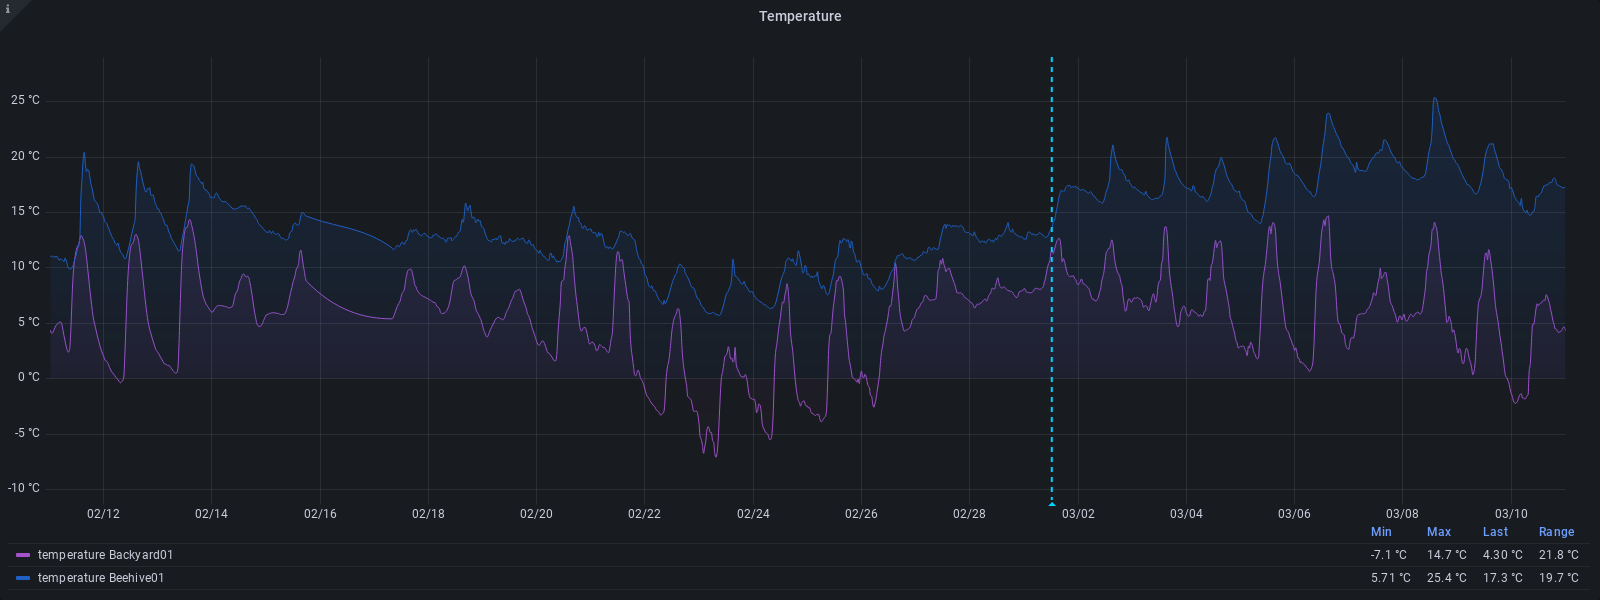 i
Temperature
25 °C
20 °C
15 °C
10 °C
5 °C
0 °C
-5 °C
-10 °C
02/12 02/14 02/16 02/18 02/20 02/22 02/24 02/26 02/28 03/02 03/04 03/06 03/08 03/10
Min Max Last Range
temperature Backyard01 -7.1 °C 14.7 °C 4.30 °C 21.8 °C
temperature Beehive01 5.71 °C 25.4 °C 17.3 °C 19.7 °C